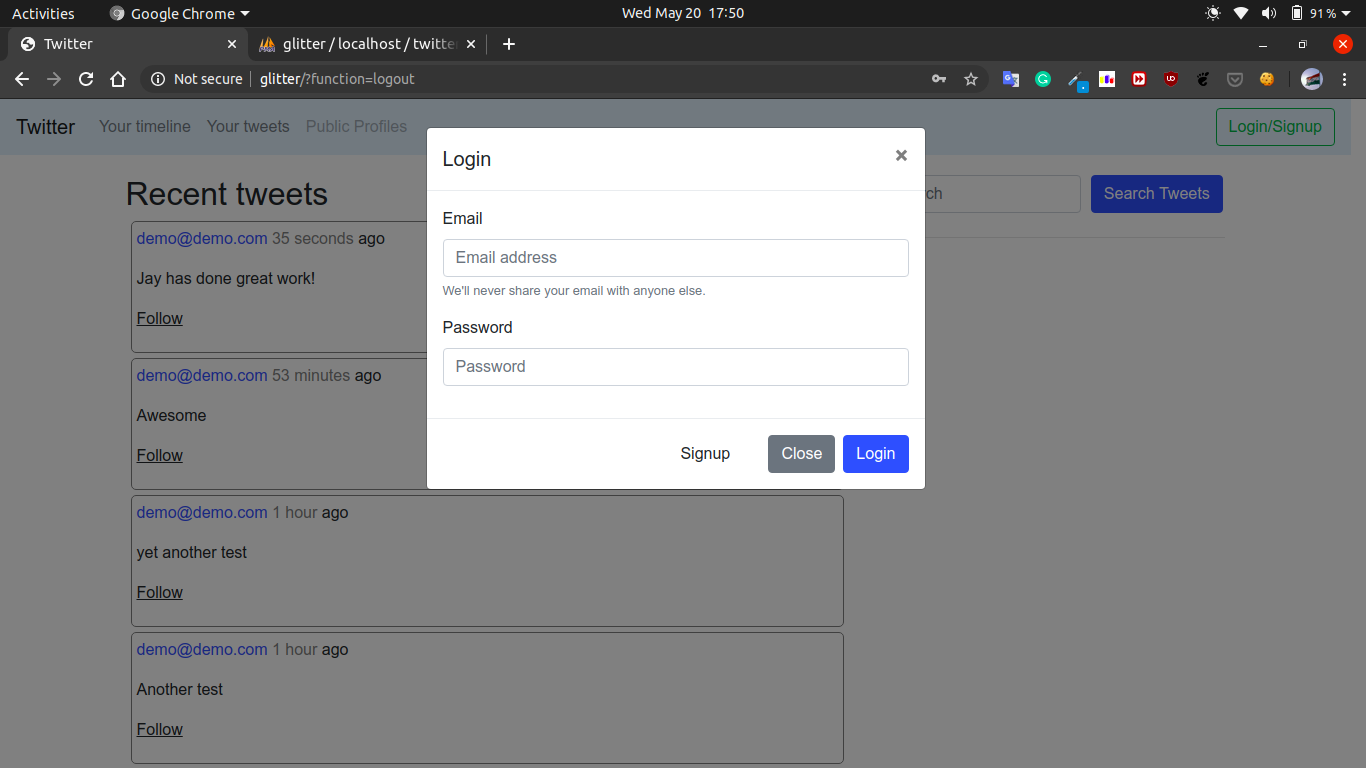 Activities Google Chrome Wed May 20 17:50 91%
Twitter glitter / localhost / twitte
Not secure glitter/?function=logout
Twitter Your timeline Your tweets Public Profiles Login/Signup
Login ×
Recent tweets ch Search Tweets
Email
demo@demo.com 35 seconds ago
Email address
Jay has done great work!
We'll never share your email with anyone else.
Follow
Password
Password
demo@demo.com 53 minutes ago
Awesome
Follow
Signup Close Login
demo@demo.com 1 hour ago
yet another test
Follow
demo@demo.com 1 hour ago
Another test
Follow